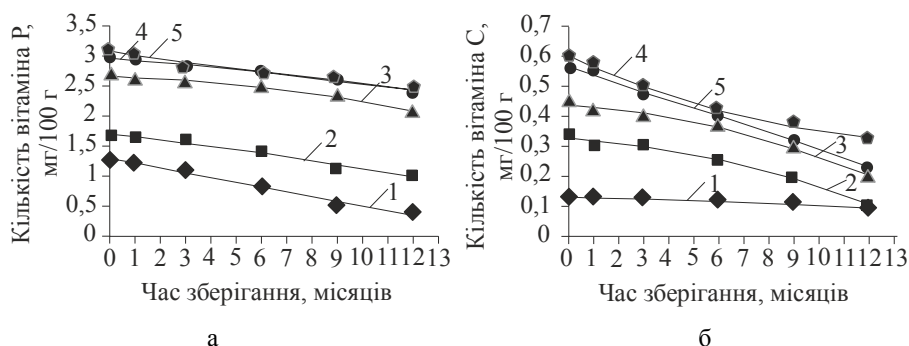 Кількість вітаміна Р,
мг/100 г
3,5
3
2,5
2
1,5
1
0,5
0
4
5
3
2
1
0 1 2 3 4 5 6 7 8 9 10 11 12 13
Час зберігання, місяців
а
Кількість вітаміна С,
мг/100 г
0,7
0,6
0,5
0,4
0,3
0,2
0,1
0
4
5
3
2
1
0 1 2 3 4 5 6 7 8 9 10 11 12 13
Час зберігання, місяців
б